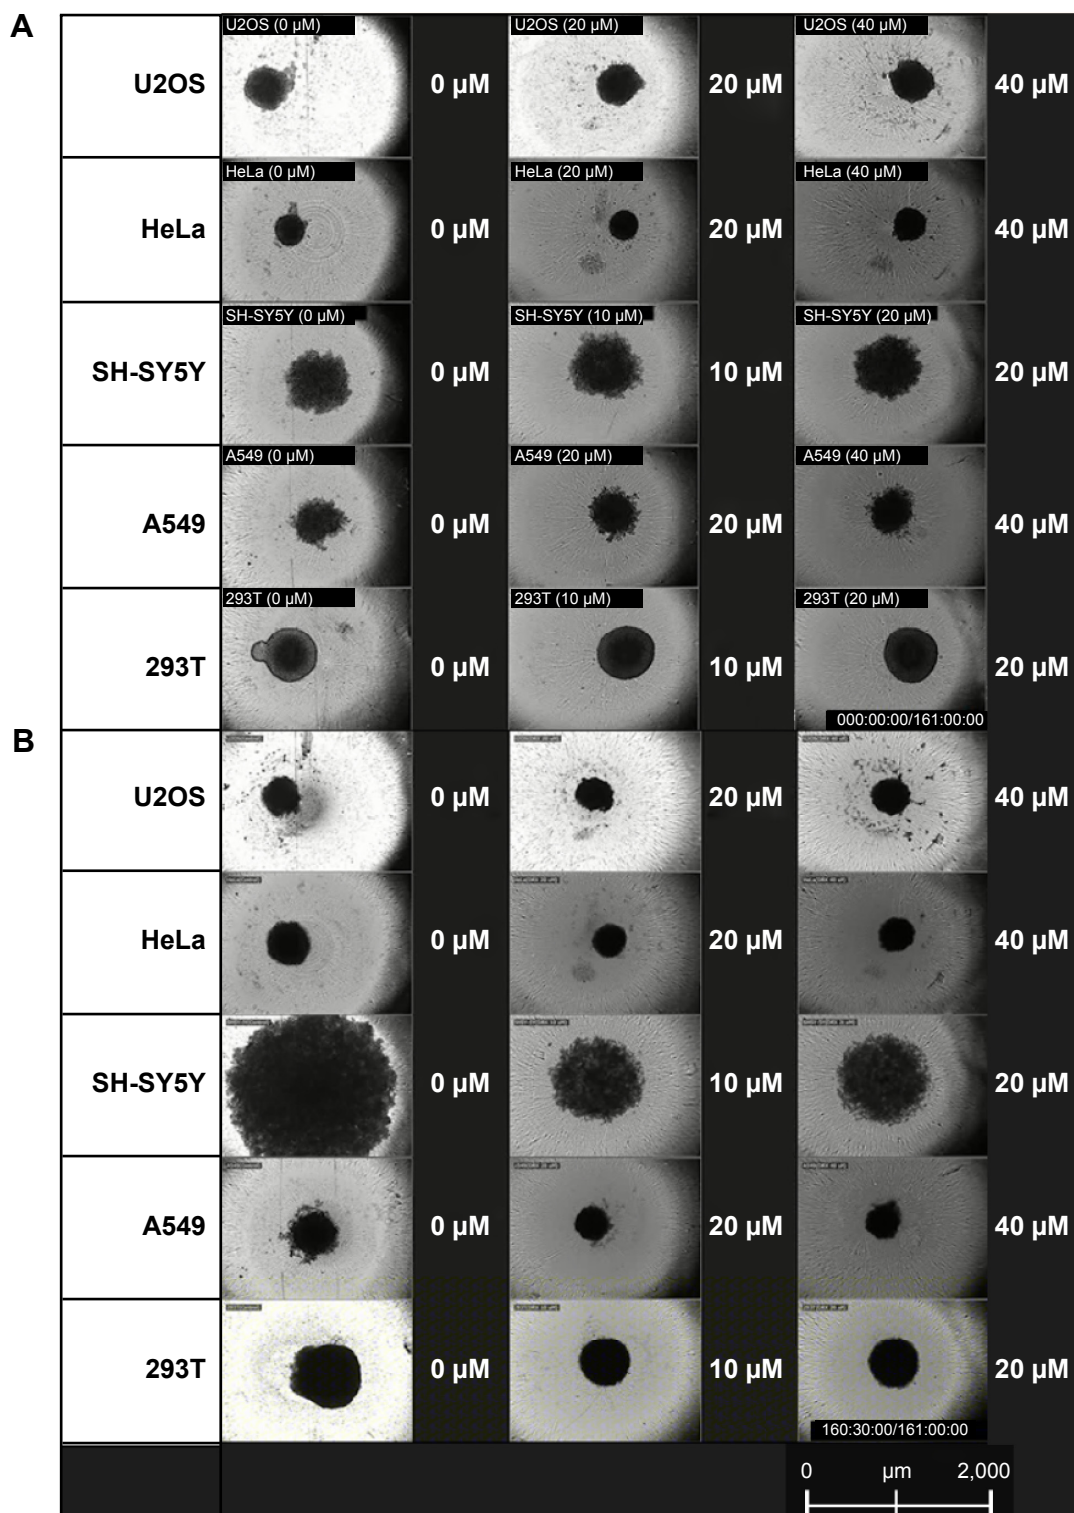 A
U2OS (0 µM) U2OS (20 µM) U2OS (40 µM)
U2OS 0 µM 20 µM 40 µM
HeLa (0 µM) HeLa (20 µM) HeLa (40 µM)
HeLa 0 µM 20 µM 40 µM
SH-SY5Y (0 µM) SH-SY5Y (10 µM) SH-SY5Y (20 µM)
SH-SY5Y 0 µM 10 µM 20 µM
A549 (0 µM) A549 (20 µM) A549 (40 µM)
A549 0 µM 20 µM 40 µM
293T (0 µM) 293T (10 µM) 293T (20 µM)
293T 0 µM 10 µM 20 µM
000:00:00/161:00:00
B
U2OS 0 µM 20 µM 40 µM
HeLa 0 µM 20 µM 40 µM
SH-SY5Y 0 µM 10 µM 20 µM
A549 0 µM 20 µM 40 µM
293T 0 µM 10 µM 20 µM
160:30:00/161:00:00
0 µm 2,000